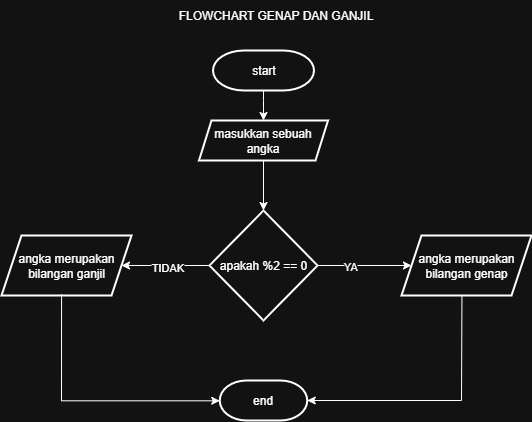 FLOWCHART GENAP DAN GANJIL
start
masukkan sebuah
angka
apakah %2 == 0
TIDAK
YA
angka merupakan
bilangan ganjil
angka merupakan
bilangan genap
end